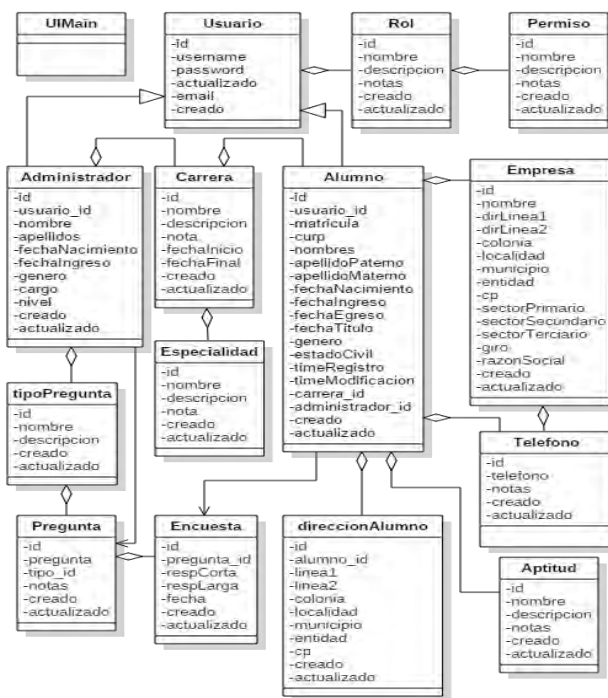 UIMain
Usuario
-id
-username
-password
-actualizado
-email
-creado
Rol
-id
-nombre
-descripcion
-notas
-creado
-actualizado
Permiso
-id
-nombre
-descripcion
-notas
-creado
-actualizado
Administrador
-id
-usuario_id
-nombre
-apellidos
-fechaNacimiento
-fechaIngreso
-genero
-cargo
-nivel
-creado
-actualizado
Carrera
-id
-nombre
-descripcion
-nota
-fechaInicio
-fechaFinal
-creado
-actualizado
Alumno
-id
-usuario_id
-matricula
-curp
-nombres
-apellidoPaterno
-apellidoMaterno
-fechaNacimiento
-fechaIngreso
-fechaEgreso
-fechaTitulo
-genero
-estadoCivil
-timeRegistro
-timeModificacion
-carrera_id
-administrador_id
-creado
-actualizado
Empresa
-id
-nombre
-dirLinea1
-dirLinea2
-colonia
-localidad
-municipio
-entidad
-cp
-sectorPrimario
-sectorSecundario
-sectorTerciario
-giro
-razonSocial
-creado
-actualizado
Especialidad
-id
-nombre
-descripcion
-nota
-creado
-actualizado
tipoPregunta
-id
-nombre
-descripcion
-creado
-actualizado
Telefono
-id
-telefono
-notas
-creado
-actualizado
Pregunta
-id
-pregunta
-tipo_id
-notas
-creado
-actualizado
Encuesta
-id
-pregunta_id
-respCorta
-respLarga
-fecha
-creado
-actualizado
direccionAlumno
-id
-alumno_id
-linea1
-linea2
-colonia
-localidad
-municipio
-entidad
-cp
-creado
-actualizado
Aptitud
-id
-nombre
-descripcion
-notas
-creado
-actualizado